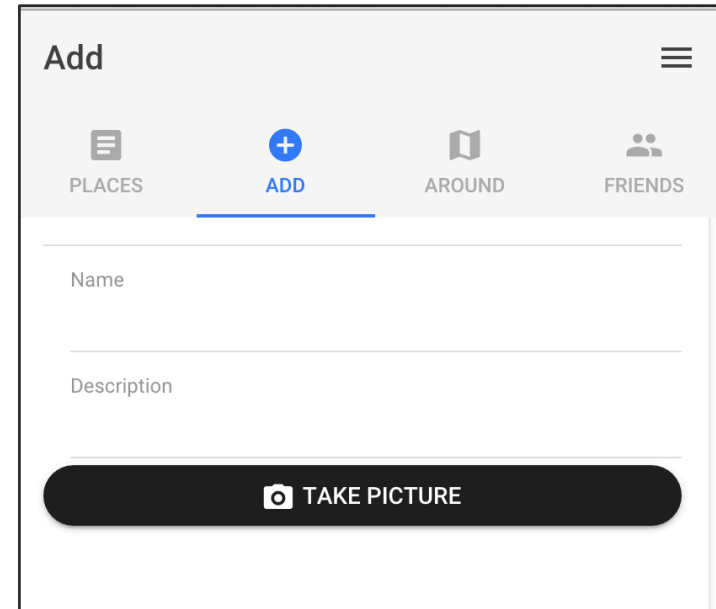 Add
PLACES ADD AROUND FRIENDS
Name
Description
TAKE PICTURE